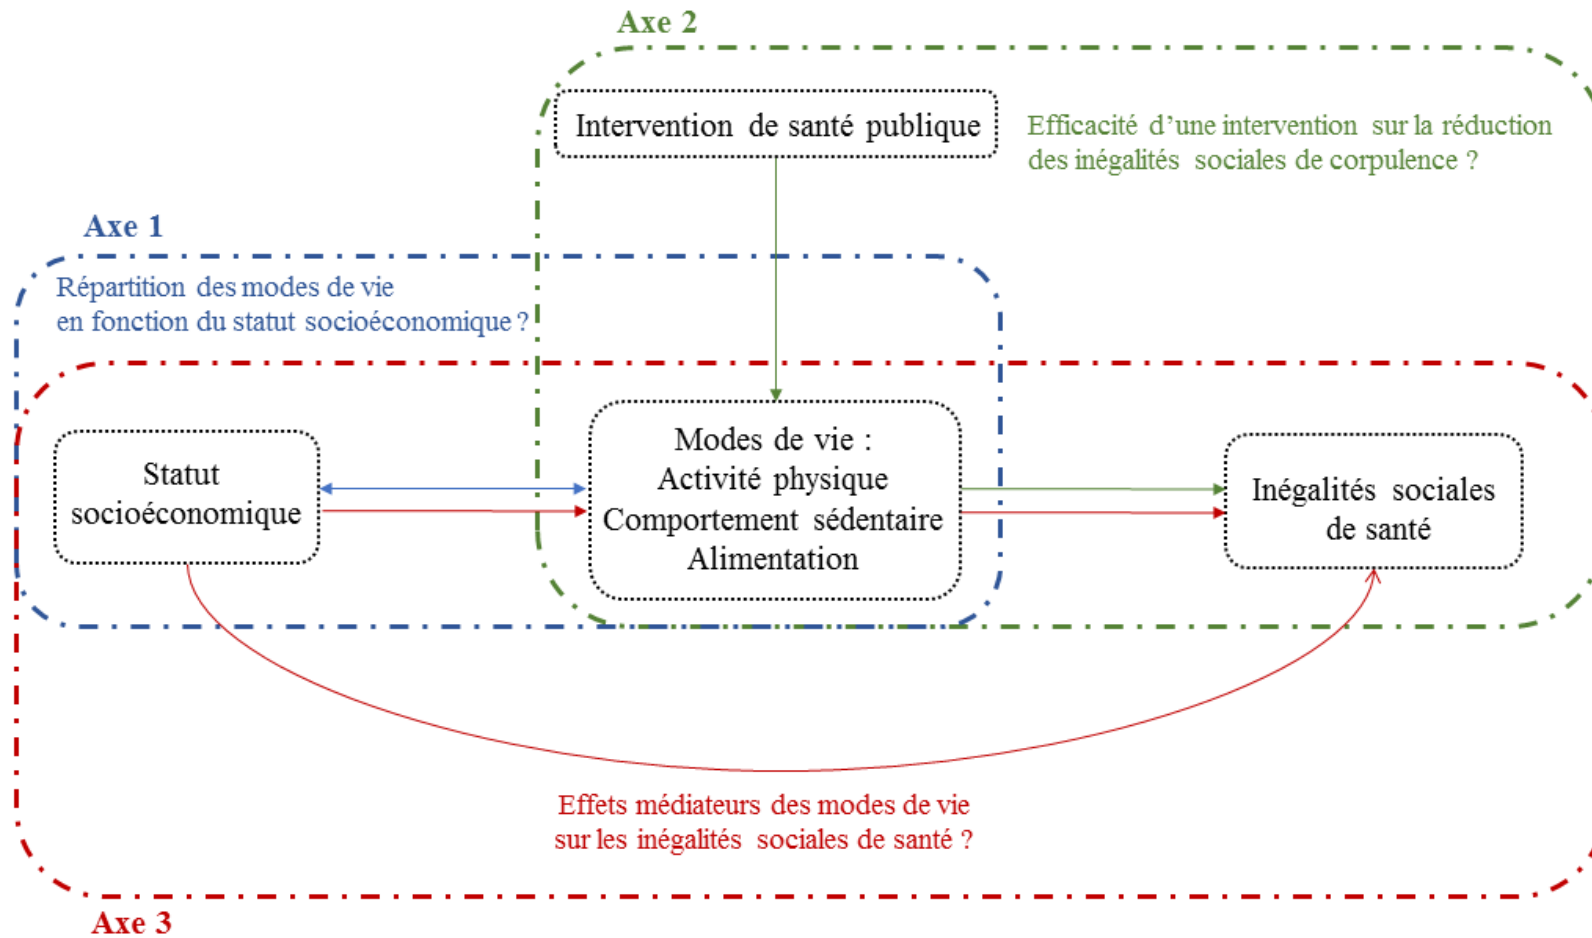 Axe 2
Intervention de santé publique
Efficacité d’une intervention sur la réduction
des inégalités sociales de corpulence ?
Axe 1
Répartition des modes de vie
en fonction du statut socioéconomique ?
Statut
socioéconomique
Modes de vie :
Activité physique
Comportement sédentaire
Alimentation
Inégalités sociales
de santé
Effets médiateurs des modes de vie
sur les inégalités sociales de santé ?
Axe 3